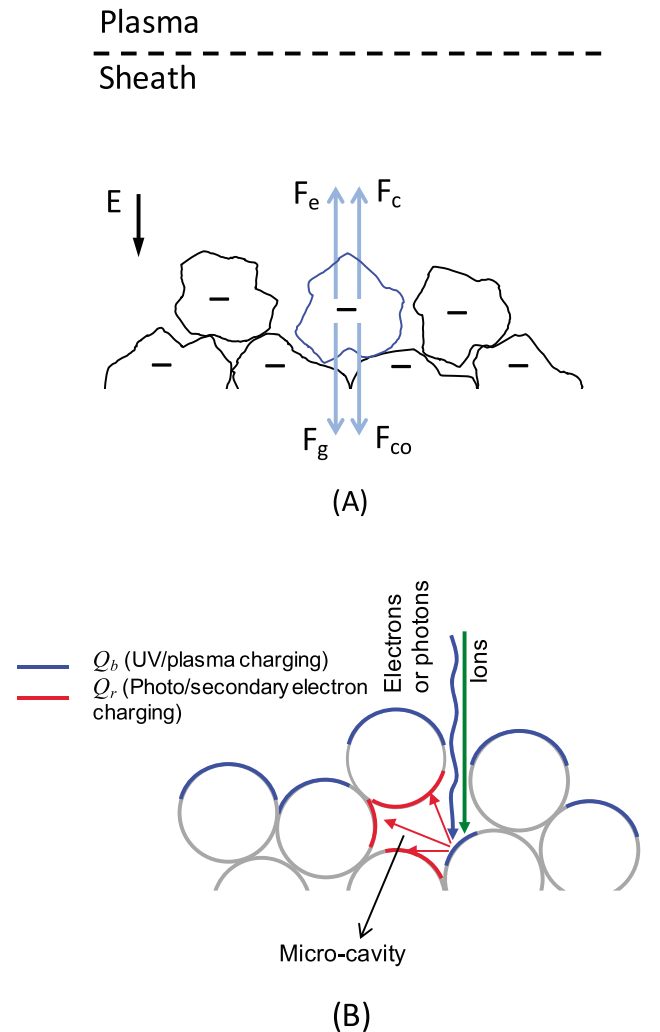 Plasma
Sheath
E
Fe
Fc
−
−
−
−
−
−
−
Fg
Fco
(A)
Electrons
or photons
Ions
Qb (UV/plasma charging)
Qr (Photo/secondary electron
charging)
Micro-cavity
(B)